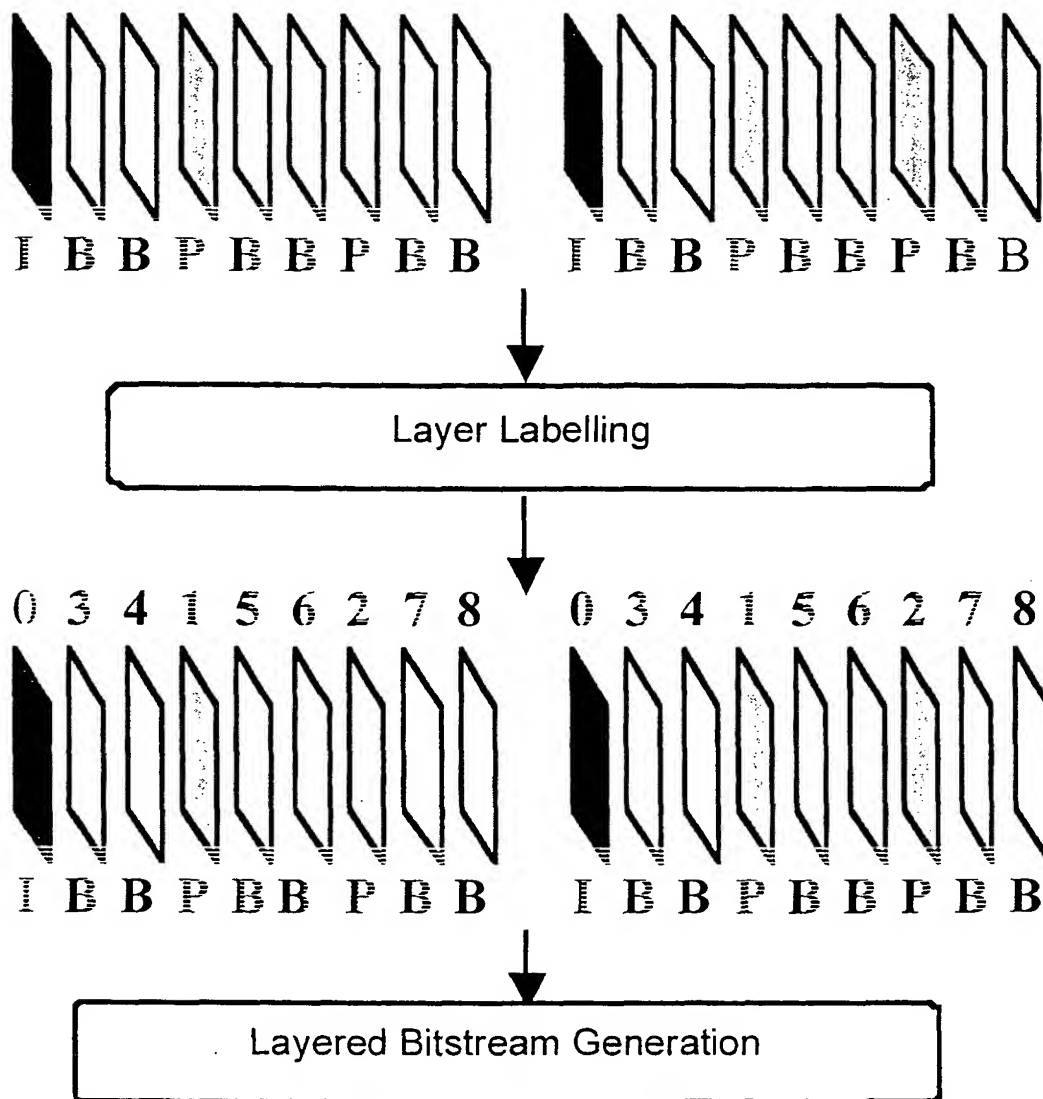 I B B P B B P B B I B B P B B P B B
Layer Labelling
0 3 4 1 5 6 2 7 8 0 3 4 1 5 6 2 7 8
I B B P B B P B B I B B P B B P B B
Layered Bitstream Generation